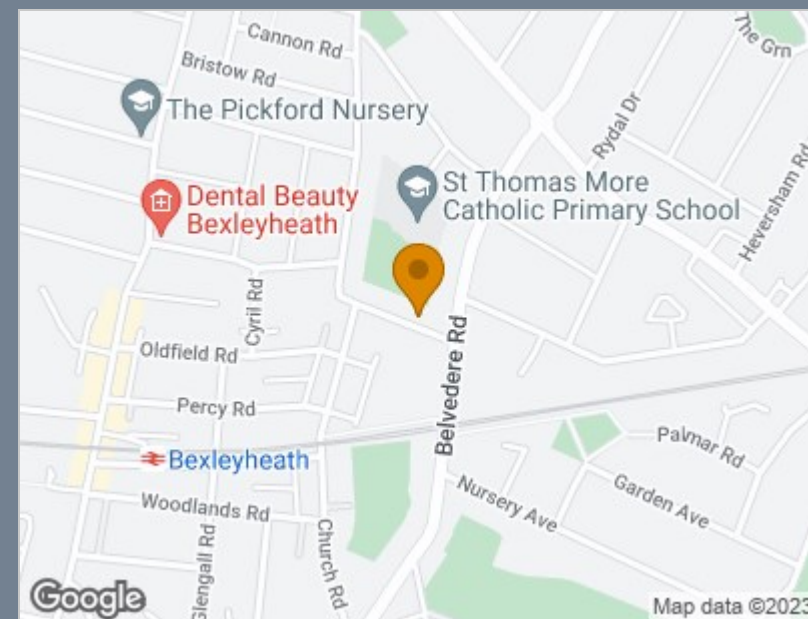 The Grn
Cannon Rd
Bristow Rd
The Pickford Nursery
Rydal Dr
Heversham Rd
Dental Beauty
Bexleyheath
St Thomas More
Catholic Primary School
Cyril Rd
Oldfield Rd
Belvedere Rd
Percy Rd
Bexleyheath
Palmar Rd
Woodlands Rd
Nursery Ave
Garden Ave
Glengall Rd
Church Rd
Google
Map data ©2023